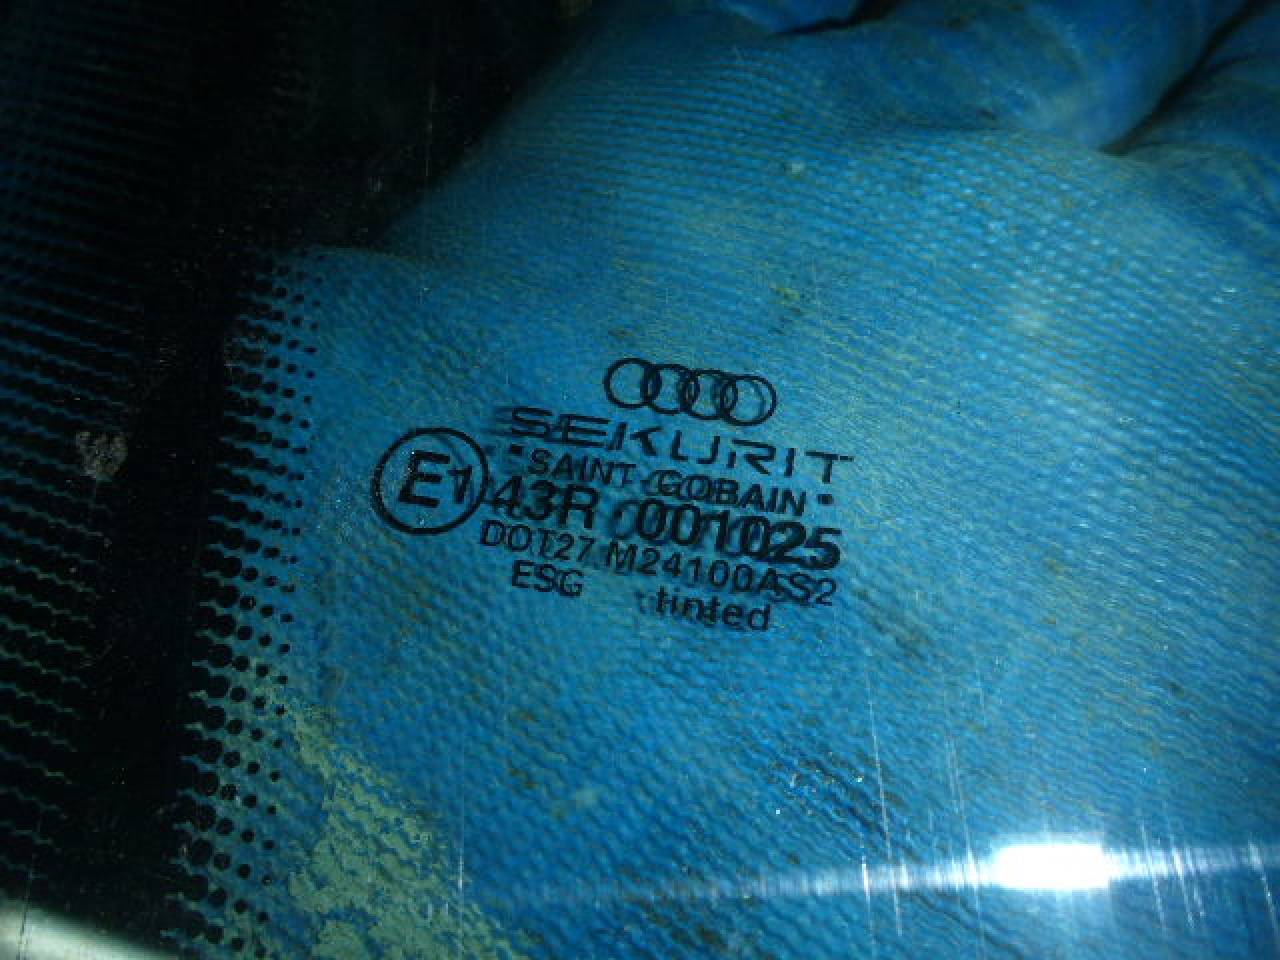 SEKURIT
• SAINT-GOBAIN •
E1 43R 001025
DOT27 M24100AS2
ESG tinted